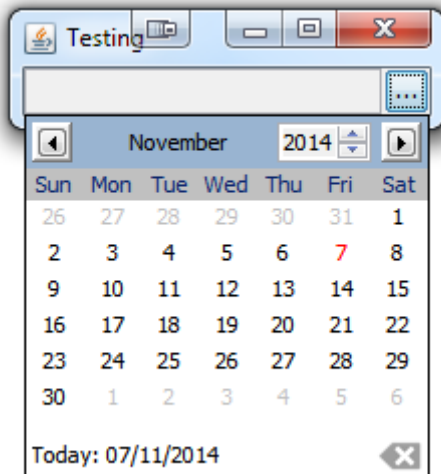 Testing
...
November 2014
Sun Mon Tue Wed Thu Fri Sat
26 27 28 29 30 31 1
2 3 4 5 6 7 8
9 10 11 12 13 14 15
16 17 18 19 20 21 22
23 24 25 26 27 28 29
30 1 2 3 4 5 6
Today: 07/11/2014